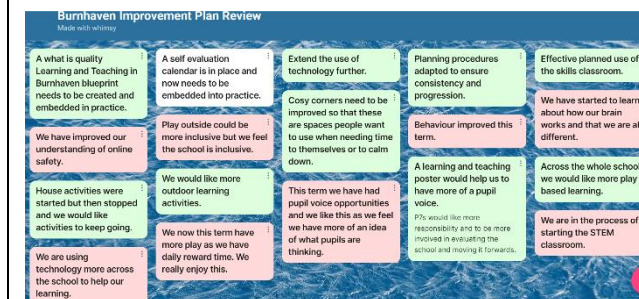 Burnhaven Improvement Plan Review
Made with whimsy
A what is quality
Learning and Teaching in
Burnhaven blueprint
needs to be created and
embedded in practice.
We have improved our
understanding of online
safety.
House activities were
started but then stopped
and we would like
activities to keep going.
We are using
technology more across
the school to help our
learning.
A self evaluation
calendar is in place and
now needs to be
embedded into practice.
Play outside could be
more inclusive but we feel
the school is inclusive.
We would like more
outdoor learning
activities.
We now this term have
more play as we have
daily reward time. We
really enjoy this.
Extend the use of
technology further.
Cosy corners need to be
improved so that these
are spaces people want
to use when needing time
to themselves or to calm
down.
This term we have had
pupil voice opportunities
and we like this as we feel
we have more of an idea
of what pupils are
thinking.
Planning procedures
adapted to ensure
consistency and
progression.
Behaviour improved this
term.
A learning and teaching
poster would help us to
have more of a pupil
voice.
P7s would like more
responsibility and to be more
involved in evaluating the
school and moving it forwards.
Effective planned use of
the skills classroom.
We have started to learn
about how our brain
works and that we are all
different.
Across the whole school
we would like more play
based learning.
We are in the process of
starting the STEM
classroom.